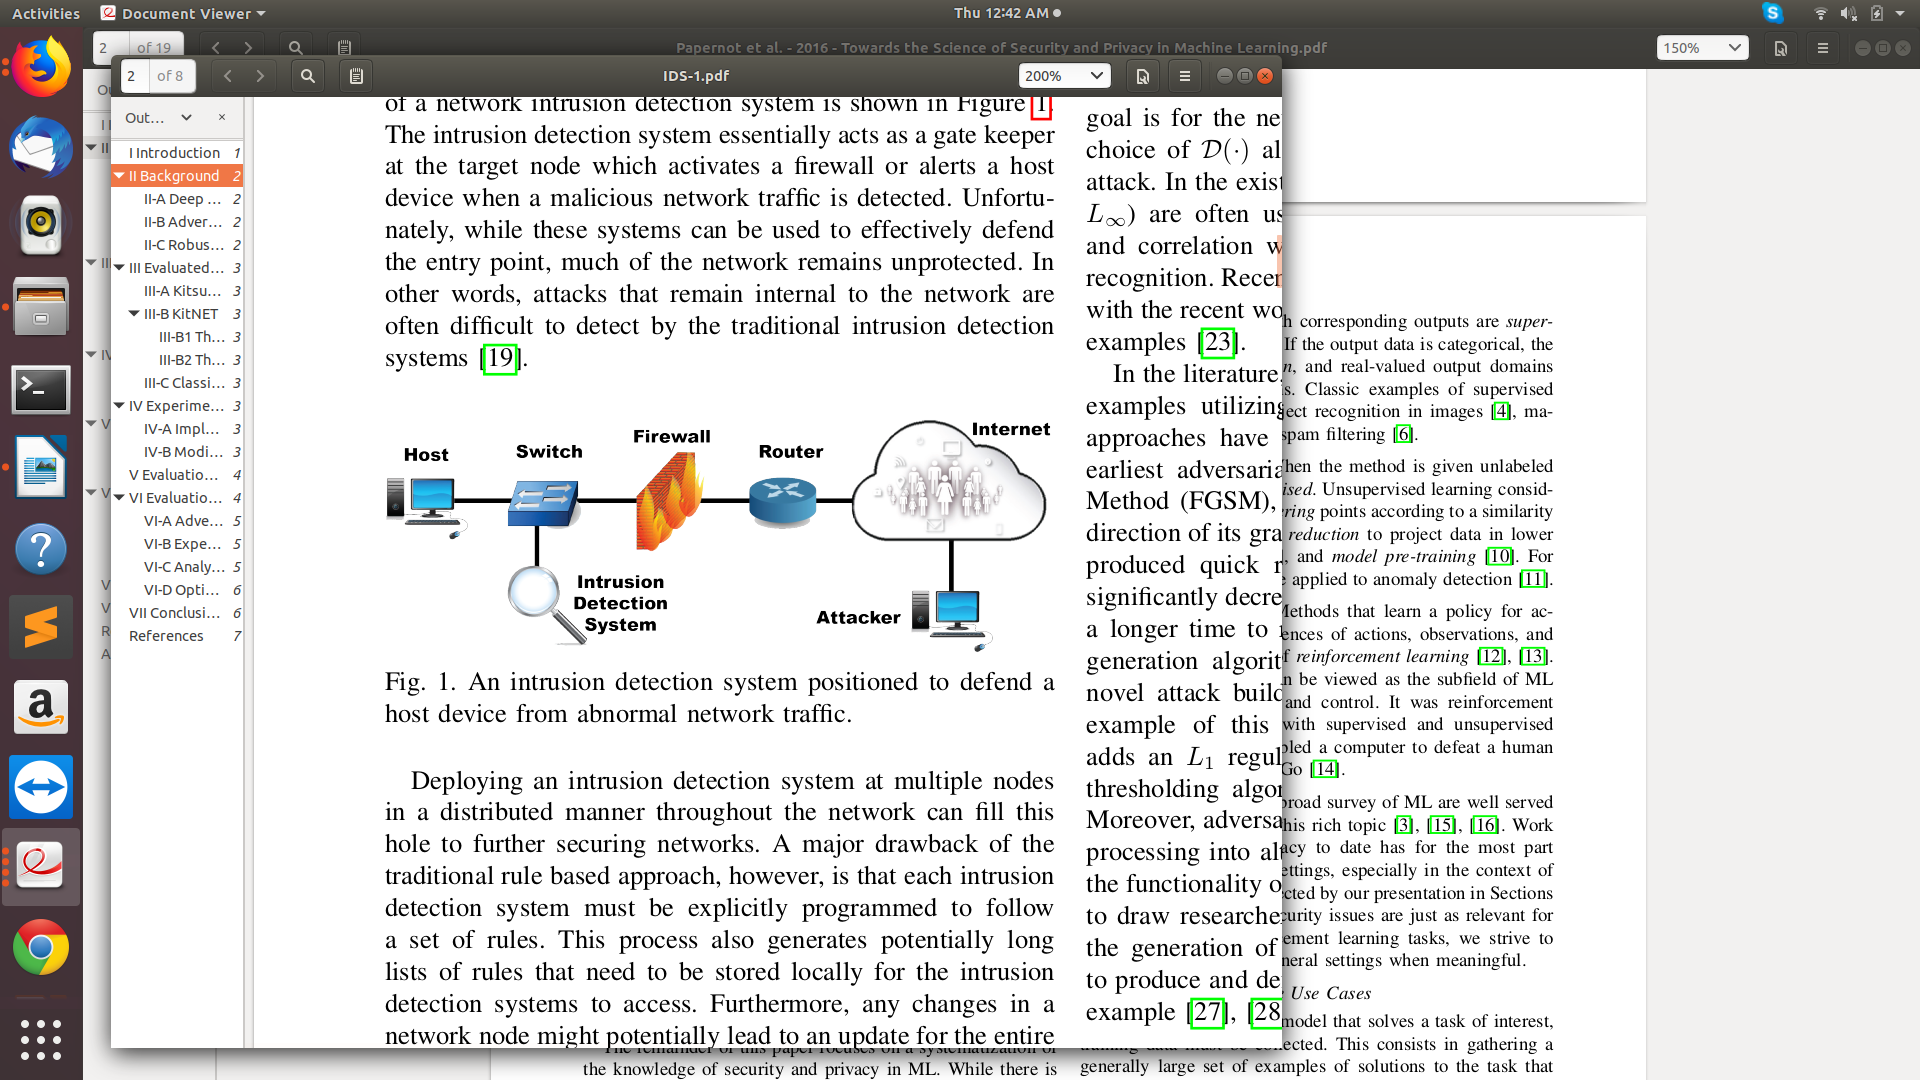 Activities
Document Viewer
Thu 12:42 AM
2
of 19
Papernot et al. - 2016 - Towards the Science of Security and Privacy in Machine Learning.pdf
150%
2
of 8
IDS-1.pdf
200%
Out...
I Introduction 1
II Background 2
II-A Deep ... 2
II-B Adver... 2
II-C Robus... 2
III Evaluated... 3
III-A Kitsu... 3
III-B KitNET 3
III-B1 Th... 3
III-B2 Th... 3
III-C Classi... 3
IV Experime... 3
IV-A Impl... 3
IV-B Modi... 3
V Evaluatio... 4
VI Evaluatio... 4
VI-A Adve... 5
VI-B Expe... 5
VI-C Analy... 5
VI-D Opti... 6
VII Conclusi... 6
References 7
of a network intrusion detection system is shown in Figure 1.
The intrusion detection system essentially acts as a gate keeper
at the target node which activates a firewall or alerts a host
device when a malicious network traffic is detected. Unfortu-
nately, while these systems can be used to effectively defend
the entry point, much of the network remains unprotected. In
other words, attacks that remain internal to the network are
often difficult to detect by the traditional intrusion detection
systems [19].
Host
Switch
Firewall
Router
Internet
Intrusion
Detection
System
Attacker
Fig. 1. An intrusion detection system positioned to defend a
host device from abnormal network traffic.
Deploying an intrusion detection system at multiple nodes
in a distributed manner throughout the network can fill this
hole to further securing networks. A major drawback of the
traditional rule based approach, however, is that each intrusion
detection system must be explicitly programmed to follow
a set of rules. This process also generates potentially long
lists of rules that need to be stored locally for the intrusion
detection systems to access. Furthermore, any changes in a
network node might potentially lead to an update for the entire
goal is for the ne
choice of D(·) al
attack. In the exist
L∞) are often us
and correlation w
recognition. Recen
with the recent wo
examples [23].
In the literature,
examples utilizing
approaches have
earliest adversaria
Method (FGSM),
direction of its gra
produced quick r
significantly decre
a longer time to
generation algorit
novel attack build
example of this
adds an L1 regul
thresholding algor
Moreover, adversa
processing into alt
the functionality o
to draw researche
the generation of
to produce and de
example [27], [28
h corresponding outputs are super-
If the output data is categorical, the
n, and real-valued output domains
s. Classic examples of supervised
ect recognition in images [4], ma-
spam filtering [6].
hen the method is given unlabeled
ised. Unsupervised learning consid-
ring points according to a similarity
reduction to project data in lower
, and model pre-training [10]. For
e applied to anomaly detection [11].
Methods that learn a policy for ac-
ences of actions, observations, and
f reinforcement learning [12], [13].
n be viewed as the subfield of ML
and control. It was reinforcement
with supervised and unsupervised
bled a computer to defeat a human
Go [14].
broad survey of ML are well served
his rich topic [3], [15], [16]. Work
acy to date has for the most part
ettings, especially in the context of
ected by our presentation in Sections
curity issues are just as relevant for
ement learning tasks, we strive to
neral settings when meaningful.
Use Cases
model that solves a task of interest,
ected. This consists in gathering a
generally large set of examples of solutions to the task that
The remainder of this paper focuses on a systematization of
the knowledge of security and privacy in ML. While there is